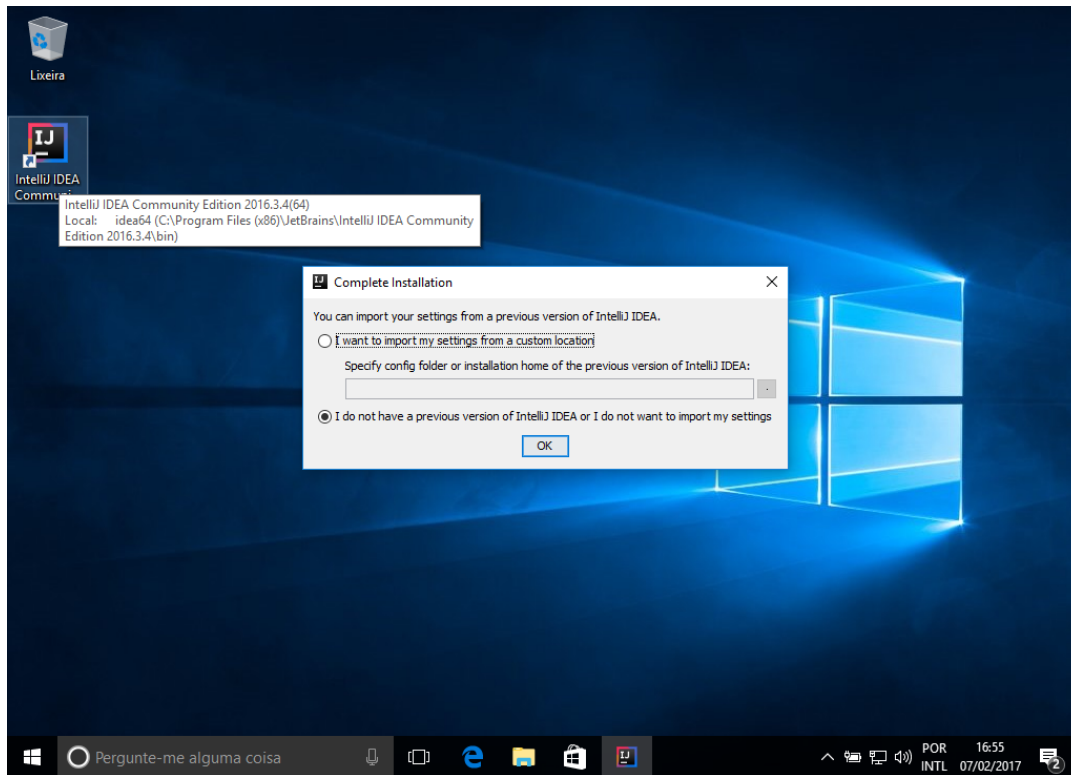 Lixeira
IJ
IntelliJ IDEA
Communi...
IntelliJ IDEA Community Edition 2016.3.4(64)
Local: idea64 (C:\Program Files (x86)\JetBrains\IntelliJ IDEA Community
Edition 2016.3.4\bin)
Complete Installation
You can import your settings from a previous version of IntelliJ IDEA.
I want to import my settings from a custom location
Specify config folder or installation home of the previous version of IntelliJ IDEA:
.
I do not have a previous version of IntelliJ IDEA or I do not want to import my settings
OK
Pergunte-me alguma coisa
POR
INTL
16:55
07/02/2017
2